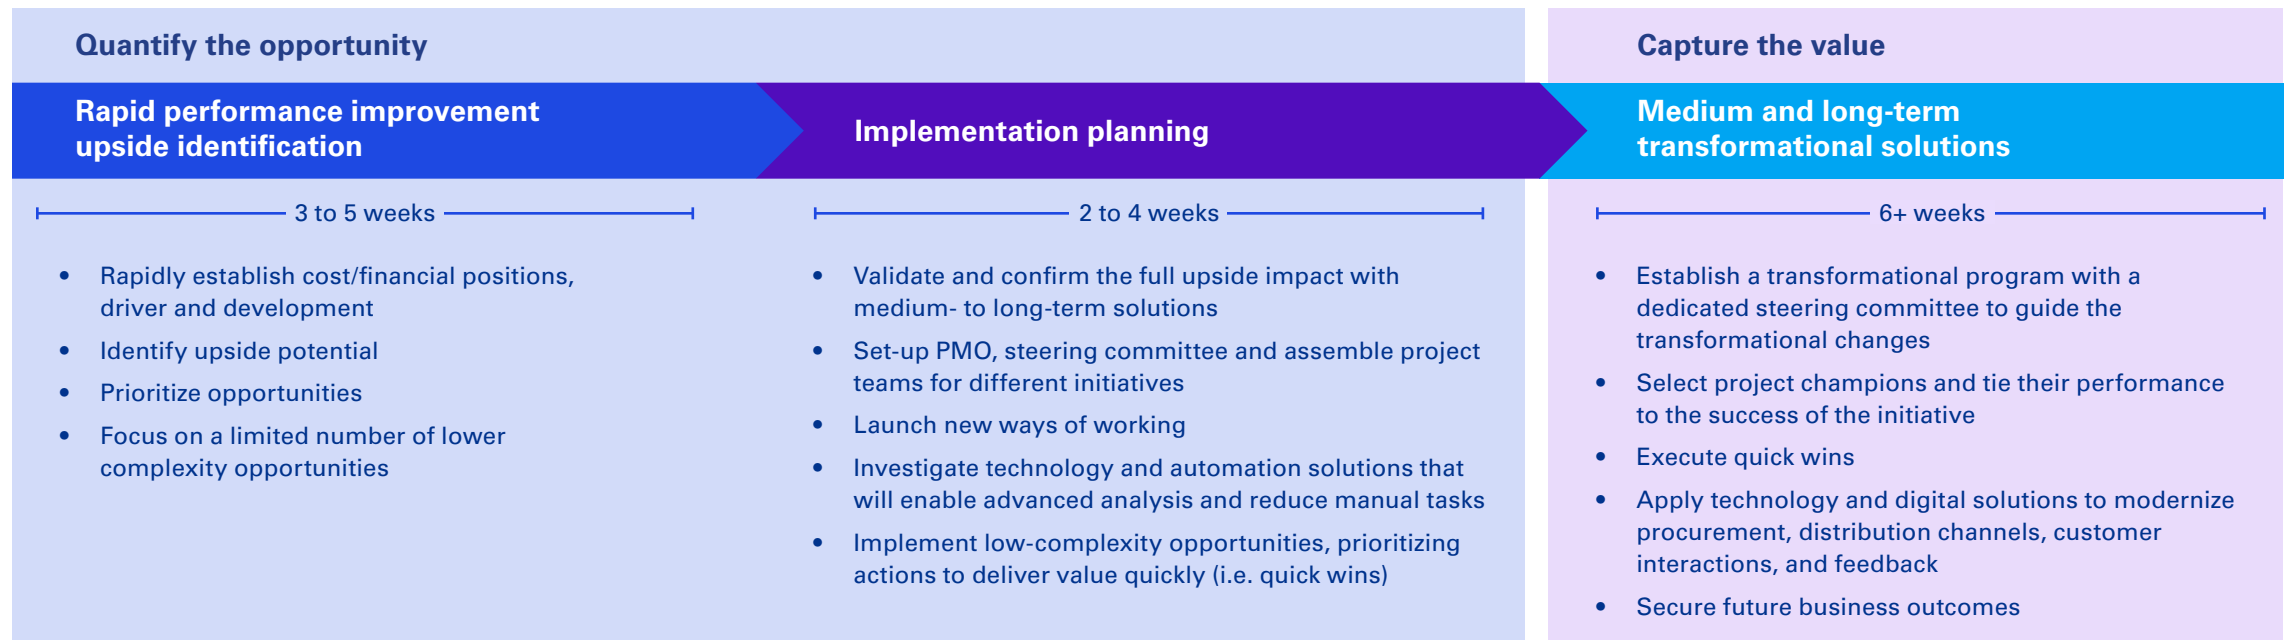 Quantify the opportunity
Capture the value
Rapid performance improvement
upside identification
Implementation planning
Medium and long-term
transformational solutions
3 to 5 weeks
• Rapidly establish cost/financial positions,
driver and development
• Identify upside potential
• Prioritize opportunities
• Focus on a limited number of lower
complexity opportunities
2 to 4 weeks
• Validate and confirm the full upside impact with
medium- to long-term solutions
• Set-up PMO, steering committee and assemble project
teams for different initiatives
• Launch new ways of working
• Investigate technology and automation solutions that
will enable advanced analysis and reduce manual tasks
• Implement low-complexity opportunities, prioritizing
actions to deliver value quickly (i.e. quick wins)
6+ weeks
• Establish a transformational program with a
dedicated steering committee to guide the
transformational changes
• Select project champions and tie their performance
to the success of the initiative
• Execute quick wins
• Apply technology and digital solutions to modernize
procurement, distribution channels, customer
interactions, and feedback
• Secure future business outcomes